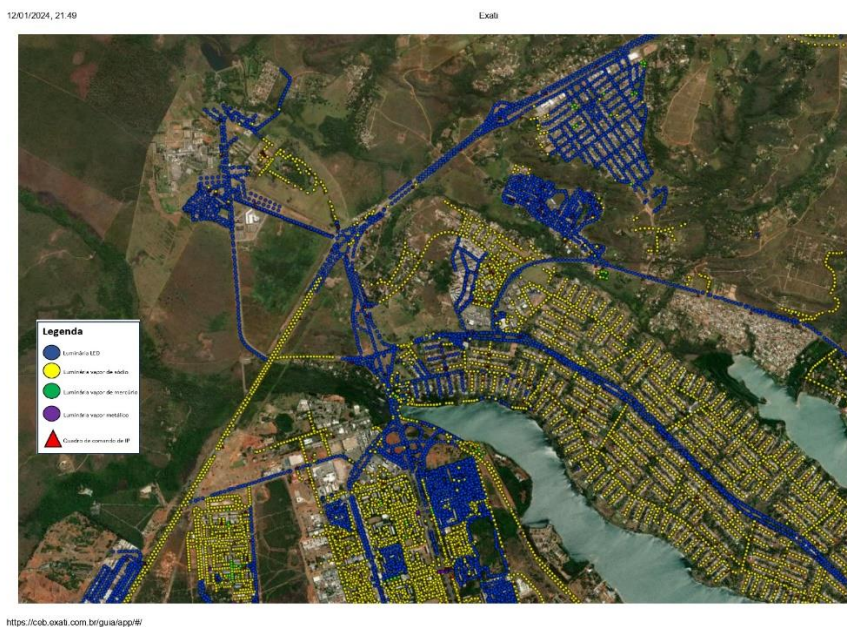 12/01/2024, 21:49
Exati
Legenda
Luminária LED
Luminária vapor de sódio
Luminária vapor de mercúrio
Luminária vapor metálico
Quadro de comando de IP
https://ceb.exati.com.br/guia/app/#/